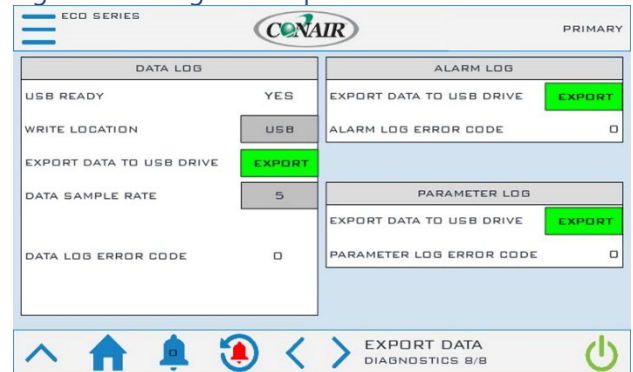 ECO SERIES
CONAIR
PRIMARY
DATA LOG
USB READY YES
WRITE LOCATION USB
EXPORT DATA TO USB DRIVE EXPORT
DATA SAMPLE RATE 5
DATA LOG ERROR CODE 0
ALARM LOG
EXPORT DATA TO USB DRIVE EXPORT
ALARM LOG ERROR CODE 0
PARAMETER LOG
EXPORT DATA TO USB DRIVE EXPORT
PARAMETER LOG ERROR CODE 0
0
EXPORT DATA
DIAGNOSTICS 8/8